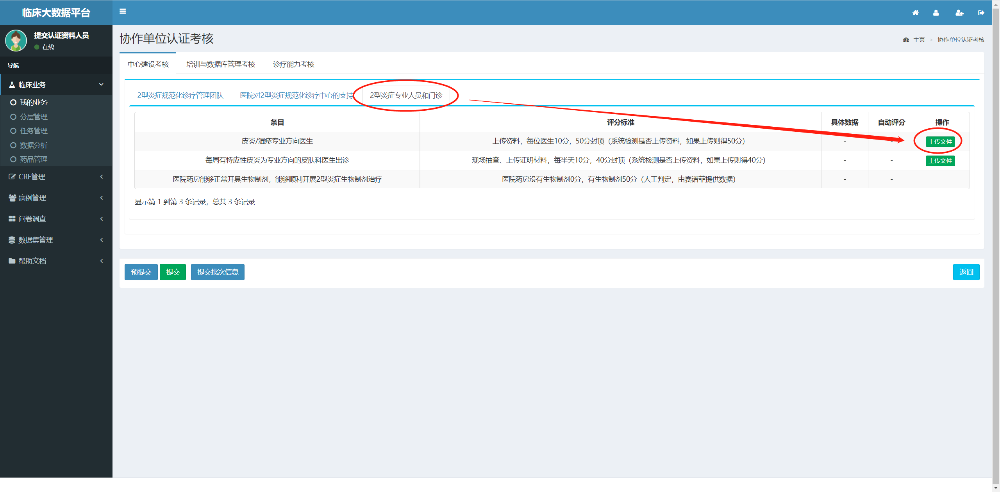 临床大数据平台
提交认证资料人员
在线
导航
临床业务
我的业务
分层管理
任务管理
数据分析
药品管理
CRF管理
病例管理
问卷调查
数据集管理
帮助文档
协作单位认证考核
主页 > 协作单位认证考核
中心建设考核 培训与数据库管理考核 诊疗能力考核
2型炎症规范化诊疗管理团队 医院对2型炎症规范化诊疗中心的支持 2型炎症专业人员和门诊
条目 评分标准 具体数据 自动评分 操作
皮炎/湿疹专业方向医生 上传资料，每位医生10分，50分封顶（系统检测是否上传资料，如果上传则得50分） - - 上传文件
每周有特应性皮炎为专业方向的皮肤科医生出诊 现场抽查、上传证明材料，每半天10分，40分封顶（系统检测是否上传资料，如果上传则得40分） - - 上传文件
医院药房能够正常开具生物制剂，能够顺利开展2型炎症生物制剂治疗 医院药房没有生物制剂0分，有生物制剂50分（人工判定，由赛诺菲提供数据） - -
显示第 1 到第 3 条记录，总共 3 条记录
预提交 提交 提交批次信息 返回